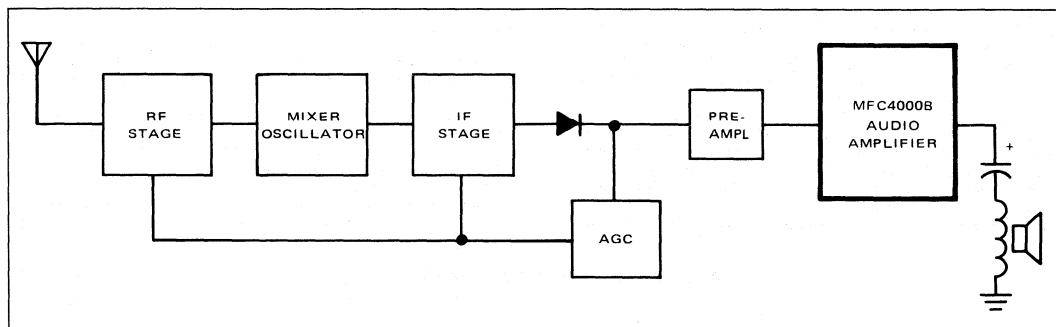 RF
STAGE
MIXER
OSCILLATOR
IF
STAGE
PRE-
AMPL
MFC4000B
AUDIO
AMPLIFIER
+
AGC